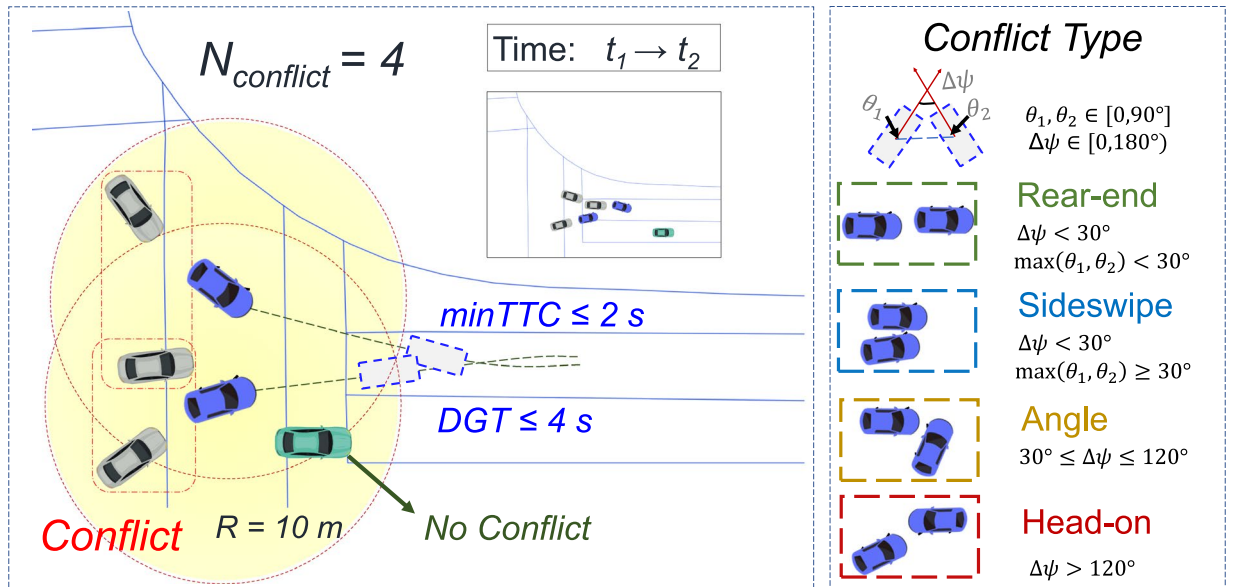 N_conflict = 4
Time: t₁ → t₂
minTTC ≤ 2 s
DGT ≤ 4 s
Conflict
R = 10 m
No Conflict
Conflict Type
Δψ
θ₁
θ₂
θ₁, θ₂ ∈ [0,90°]
Δψ ∈ [0,180°)
Rear-end
Δψ < 30°
max(θ₁, θ₂) < 30°
Sideswipe
Δψ < 30°
max(θ₁, θ₂) ≥ 30°
Angle
30° ≤ Δψ ≤ 120°
Head-on
Δψ > 120°